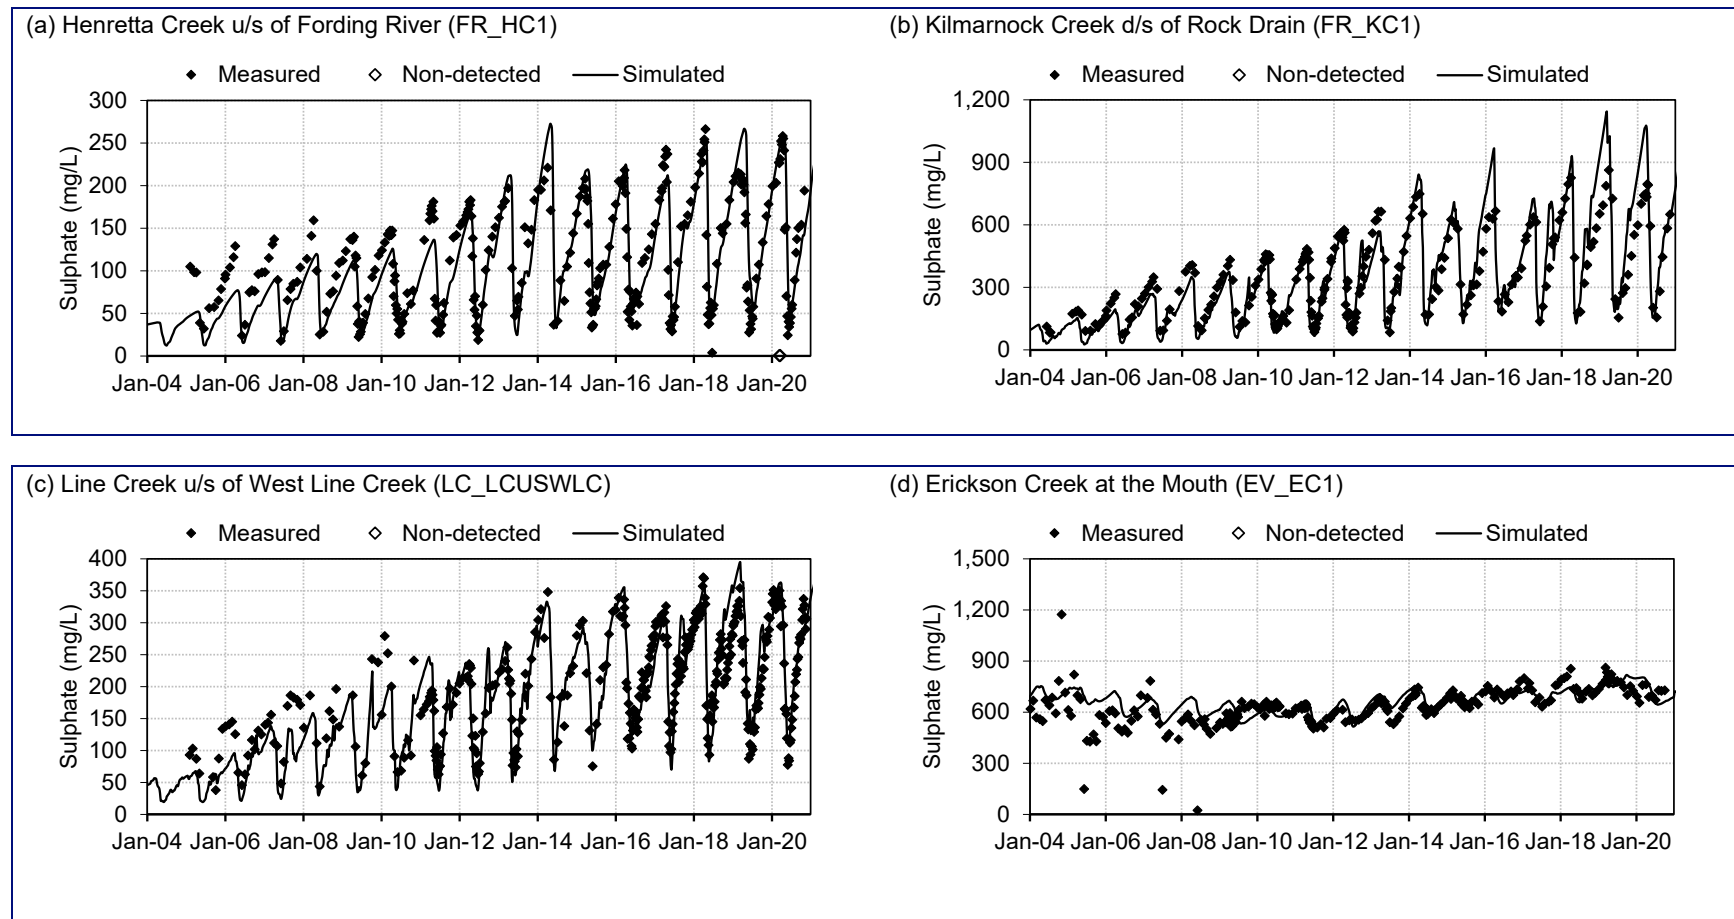 (a) Henretta Creek u/s of Fording River (FR_HC1)
Measured Non-detected Simulated
Sulphate (mg/L)
300
250
200
150
100
50
0
Jan-04 Jan-06 Jan-08 Jan-10 Jan-12 Jan-14 Jan-16 Jan-18 Jan-20
(b) Kilmarnock Creek d/s of Rock Drain (FR_KC1)
Measured Non-detected Simulated
Sulphate (mg/L)
1,200
900
600
300
0
Jan-04 Jan-06 Jan-08 Jan-10 Jan-12 Jan-14 Jan-16 Jan-18 Jan-20
(c) Line Creek u/s of West Line Creek (LC_LCUSWLC)
Measured Non-detected Simulated
Sulphate (mg/L)
400
350
300
250
200
150
100
50
0
Jan-04 Jan-06 Jan-08 Jan-10 Jan-12 Jan-14 Jan-16 Jan-18 Jan-20
(d) Erickson Creek at the Mouth (EV_EC1)
Measured Non-detected Simulated
Sulphate (mg/L)
1,500
1,200
900
600
300
0
Jan-04 Jan-06 Jan-08 Jan-10 Jan-12 Jan-14 Jan-16 Jan-18 Jan-20